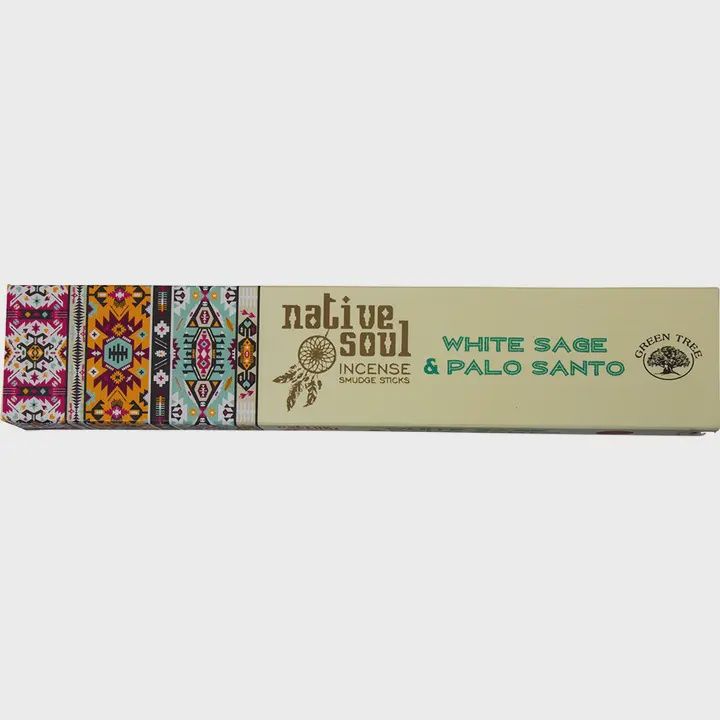 native
soul
INCENSE
SMUDGE STICKS
WHITE SAGE
& PALO SANTO
GREEN TREE